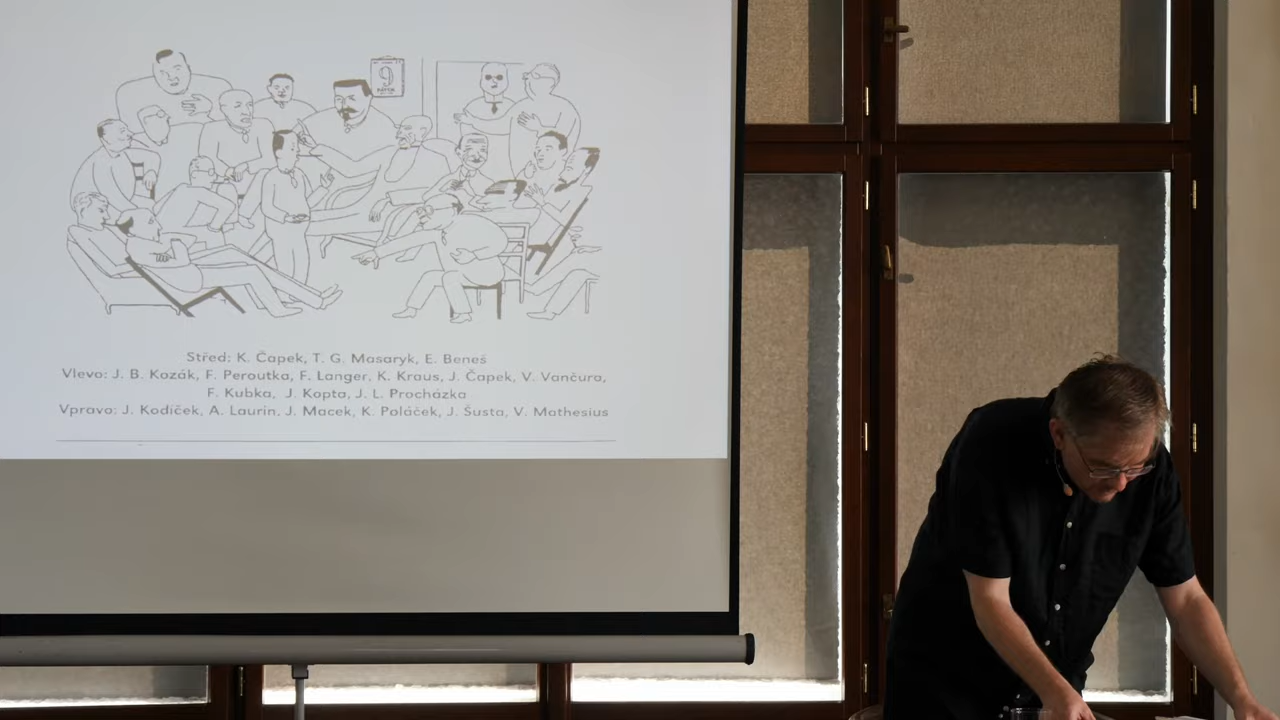 9
Střed: K. Čapek, T. G. Masaryk, E. Beneš
Vlevo: J. B. Kozák, F. Peroutka, F. Langer, K. Kraus, J. Čapek, V. Vančura,
F. Kubka, J. Kopta, J. L. Procházka
Vpravo: J. Kodíček, A. Laurin, J. Macek, K. Poláček, J. Šusta, V. Mathesius